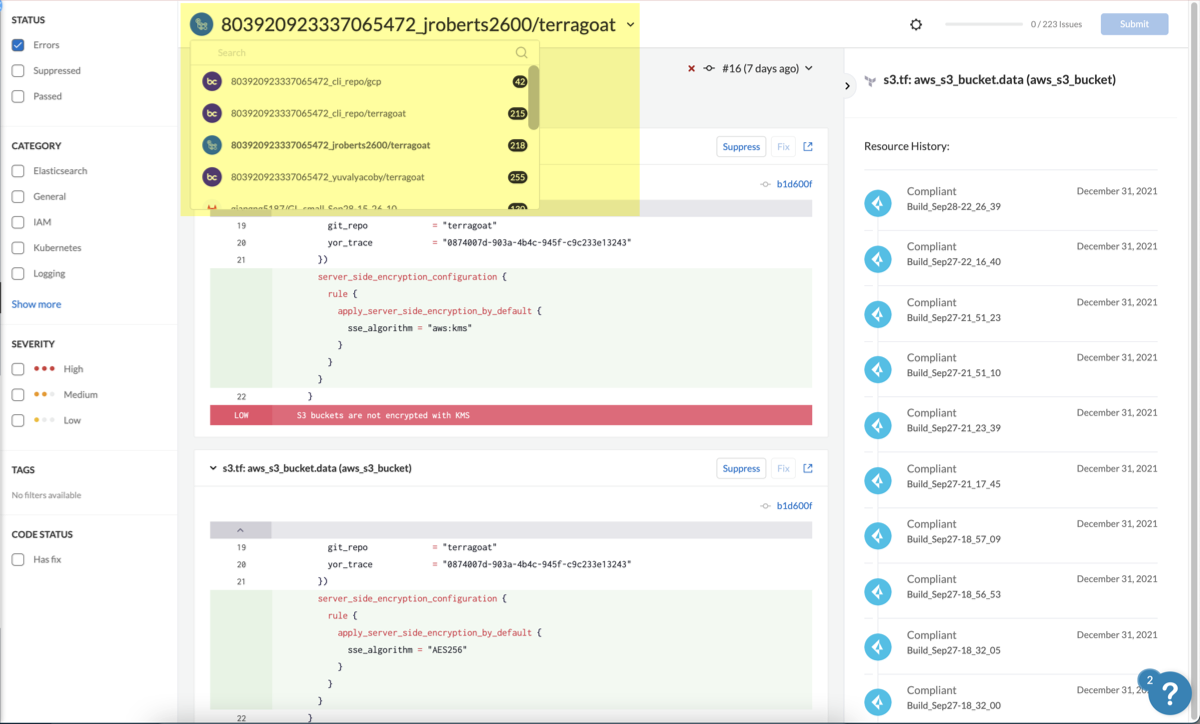 STATUS
Errors
Suppressed
Passed
CATEGORY
Elasticsearch
General
IAM
Kubernetes
Logging
Show more
SEVERITY
High
Medium
Low
TAGS
No filters available
CODE STATUS
Has fix
803920923337065472_jroberts2600/terragoat
Search
bc 803920923337065472_cli_repo/gcp 42
bc 803920923337065472_cli_repo/terragoat 215
803920923337065472_jroberts2600/terragoat 218
bc 803920923337065472_yuvalyacoby/terragoat 255
0 / 223 Issues
Submit
#16 (7 days ago)
Suppress Fix
b1d600f
19 git_repo = "terragoat"
20 yor_trace = "0874007d-903a-4b4c-945f-c9c233e13243"
21 })
server_side_encryption_configuration {
rule {
apply_server_side_encryption_by_default {
sse_algorithm = "aws:kms"
}
}
}
22 }
LOW S3 buckets are not encrypted with KMS
s3.tf: aws_s3_bucket.data (aws_s3_bucket) Suppress Fix
b1d600f
19 git_repo = "terragoat"
20 yor_trace = "0874007d-903a-4b4c-945f-c9c233e13243"
21 })
server_side_encryption_configuration {
rule {
apply_server_side_encryption_by_default {
sse_algorithm = "AES256"
}
}
}
22 }
s3.tf: aws_s3_bucket.data (aws_s3_bucket)
Resource History:
Compliant December 31, 2021
Build_Sep28-22_26_39
Compliant December 31, 2021
Build_Sep27-22_16_40
Compliant December 31, 2021
Build_Sep27-21_51_23
Compliant December 31, 2021
Build_Sep27-21_51_10
Compliant December 31, 2021
Build_Sep27-21_23_39
Compliant December 31, 2021
Build_Sep27-21_17_45
Compliant December 31, 2021
Build_Sep27-18_57_09
Compliant December 31, 2021
Build_Sep27-18_56_53
Compliant December 31, 2021
Build_Sep27-18_32_05
Compliant December 31, 20
Build_Sep27-18_32_00
2
?